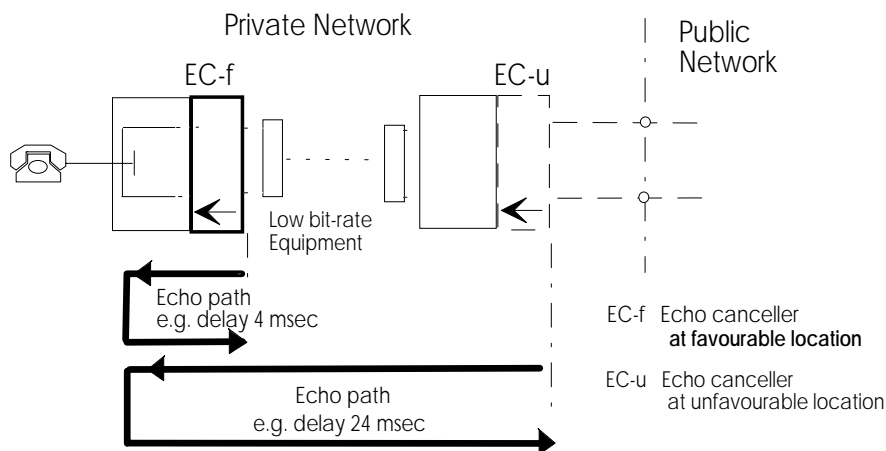 Private Network
Public
Network
EC-f
EC-u
Low bit-rate
Equipment
Echo path
e.g. delay 4 msec
EC-f Echo canceller
at favourable location
Echo path
e.g. delay 24 msec
EC-u Echo canceller
at unfavourable location